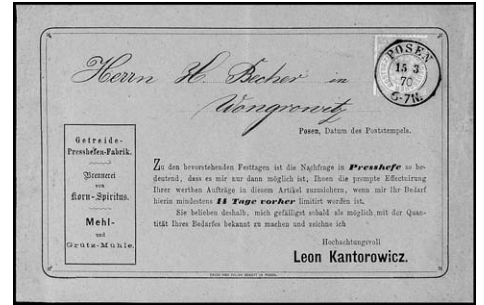 Herrn H. Becher in
Wongrowitz
POSEN
15 3
70
5-7N.
Posen, Datum des Poststempels.
Getreide-
Presshefen-Fabrik.
Brennerei
von
Korn-Spiritus.
Mehl-
und
Grütz-Mühle.
Zu den bevorstehenden Festtagen ist die Nachfrage in Presshefe so be-
deutend, dass es mir nur dann möglich ist, Ihnen die prompte Effectuirung
Ihrer werthen Aufträge in diesem Artikel zuzusichern, wenn mir Ihr Bedarf
hierin mindestens 14 Tage vorher limitirt worden ist.
Sie belieben deshalb, mich gefälligst sobald als möglich mit der Quan-
tität Ihres Bedarfes bekannt zu machen und zeichne ich
Hochachtungsvoll
Leon Kantorowicz.